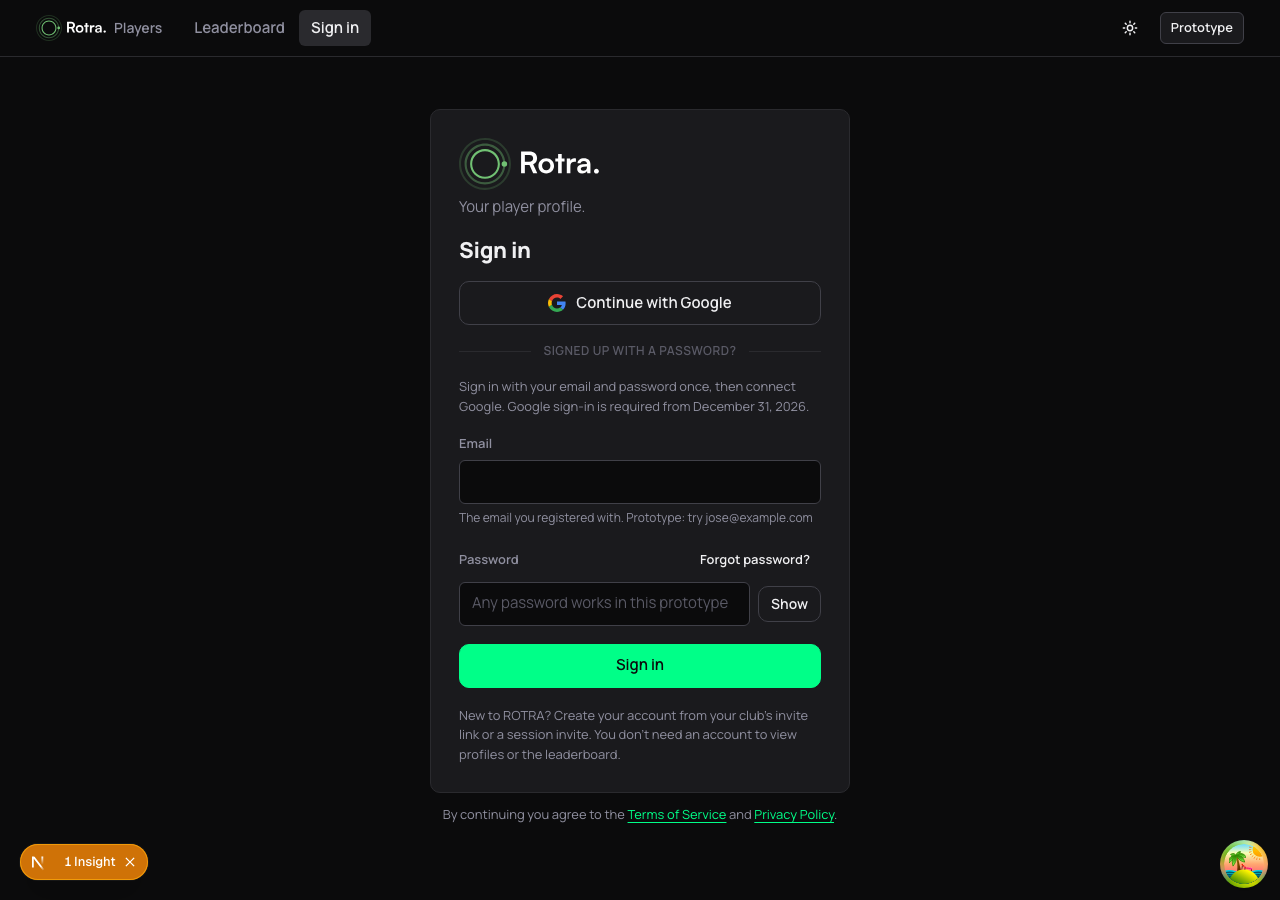 Rotra. Players Leaderboard Sign in Prototype
Rotra.
Your player profile.
Sign in
Continue with Google
SIGNED UP WITH A PASSWORD?
Sign in with your email and password once, then connect
Google. Google sign-in is required from December 31, 2026.
Email
The email you registered with. Prototype: try jose@example.com
Password Forgot password?
Any password works in this prototype Show
Sign in
New to ROTRA? Create your account from your club's invite
link or a session invite. You don't need an account to view
profiles or the leaderboard.
By continuing you agree to the Terms of Service and Privacy Policy.
N 1 Insight